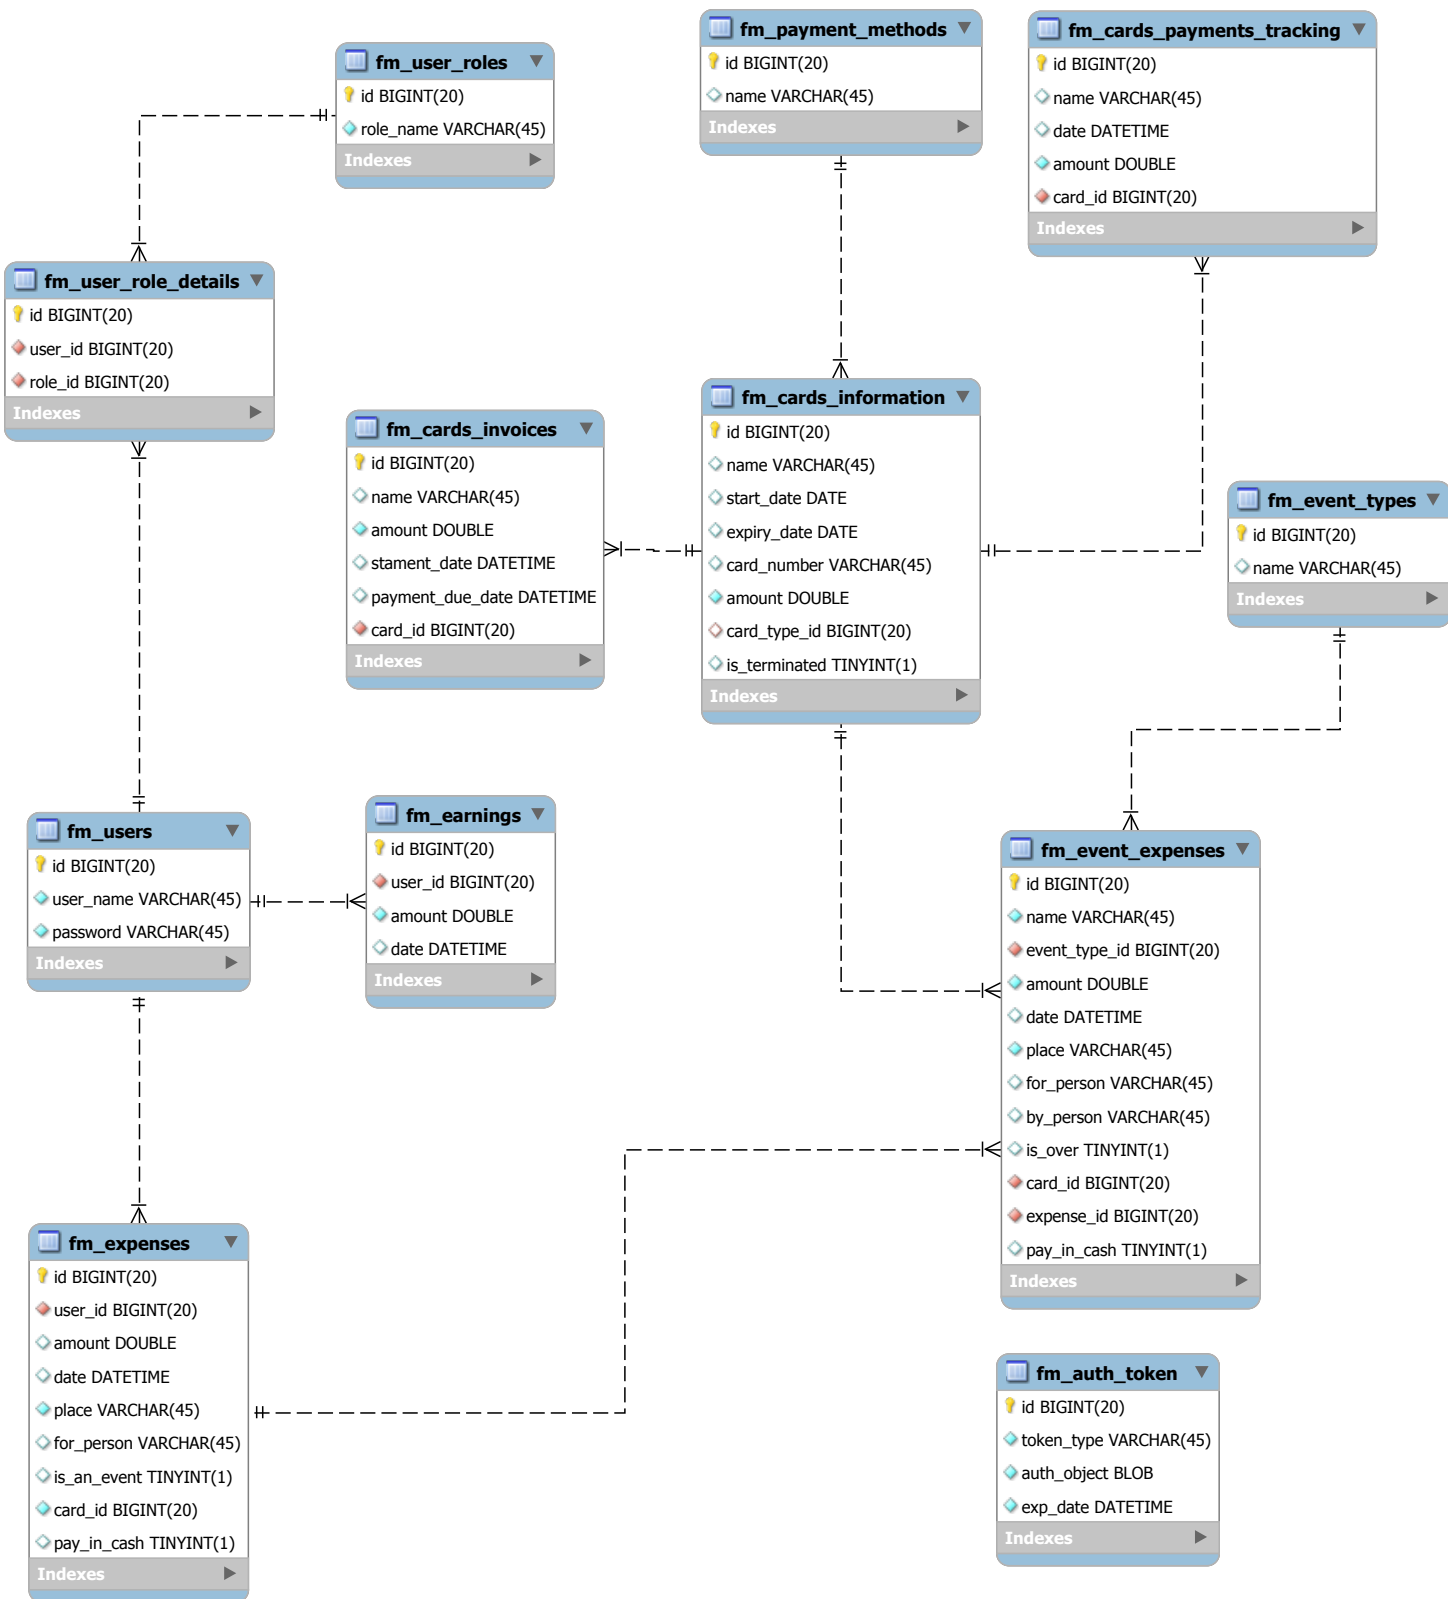 fm_user_roles
id BIGINT(20)
role_name VARCHAR(45)
Indexes
fm_payment_methods
id BIGINT(20)
name VARCHAR(45)
Indexes
fm_cards_payments_tracking
id BIGINT(20)
name VARCHAR(45)
date DATETIME
amount DOUBLE
card_id BIGINT(20)
Indexes
fm_user_role_details
id BIGINT(20)
user_id BIGINT(20)
role_id BIGINT(20)
Indexes
fm_cards_invoices
id BIGINT(20)
name VARCHAR(45)
amount DOUBLE
stament_date DATETIME
payment_due_date DATETIME
card_id BIGINT(20)
Indexes
fm_cards_information
id BIGINT(20)
name VARCHAR(45)
start_date DATE
expiry_date DATE
card_number VARCHAR(45)
amount DOUBLE
card_type_id BIGINT(20)
is_terminated TINYINT(1)
Indexes
fm_event_types
id BIGINT(20)
name VARCHAR(45)
Indexes
fm_users
id BIGINT(20)
user_name VARCHAR(45)
password VARCHAR(45)
Indexes
fm_earnings
id BIGINT(20)
user_id BIGINT(20)
amount DOUBLE
date DATETIME
Indexes
fm_event_expenses
id BIGINT(20)
name VARCHAR(45)
event_type_id BIGINT(20)
amount DOUBLE
date DATETIME
place VARCHAR(45)
for_person VARCHAR(45)
by_person VARCHAR(45)
is_over TINYINT(1)
card_id BIGINT(20)
expense_id BIGINT(20)
pay_in_cash TINYINT(1)
Indexes
fm_expenses
id BIGINT(20)
user_id BIGINT(20)
amount DOUBLE
date DATETIME
place VARCHAR(45)
for_person VARCHAR(45)
is_an_event TINYINT(1)
card_id BIGINT(20)
pay_in_cash TINYINT(1)
Indexes
fm_auth_token
id BIGINT(20)
token_type VARCHAR(45)
auth_object BLOB
exp_date DATETIME
Indexes